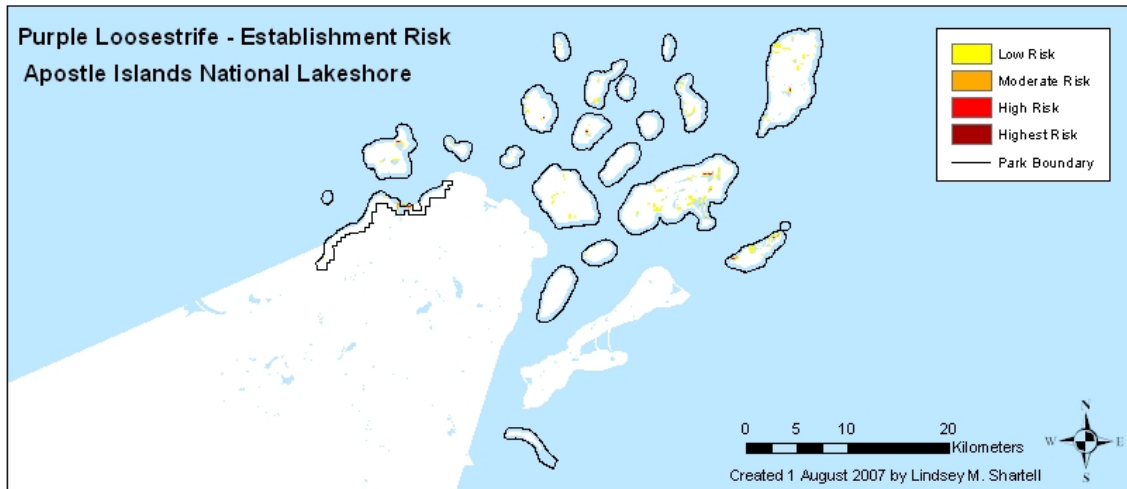 Purple Loosestrife - Establishment Risk
Apostle Islands National Lakeshore
Low Risk
Moderate Risk
High Risk
Highest Risk
Park Boundary
0 5 10 20
Kilometers
Created 1 August 2007 by Lindsey M. Shartell
N
W E
S